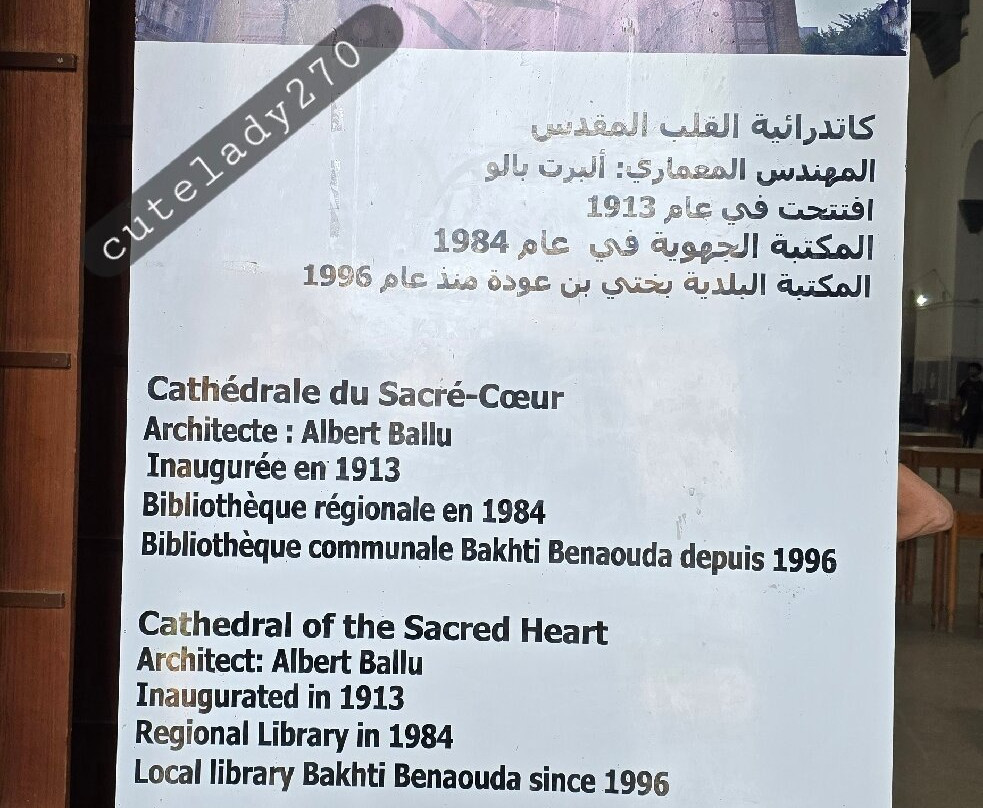 cutelady270
كاتدرائية القلب المقدس
المهندس المعماري: ألبرت بالو
افتتحت في عام 1913
المكتبة الجهوية في عام 1984
المكتبة البلدية بختي بن عودة منذ عام 1996
Cathédrale du Sacré-Cœur
Architecte : Albert Ballu
Inaugurée en 1913
Bibliothèque régionale en 1984
Bibliothèque communale Bakhti Benaouda depuis 1996
Cathedral of the Sacred Heart
Architect: Albert Ballu
Inaugurated in 1913
Regional Library in 1984
Local library Bakhti Benaouda since 1996